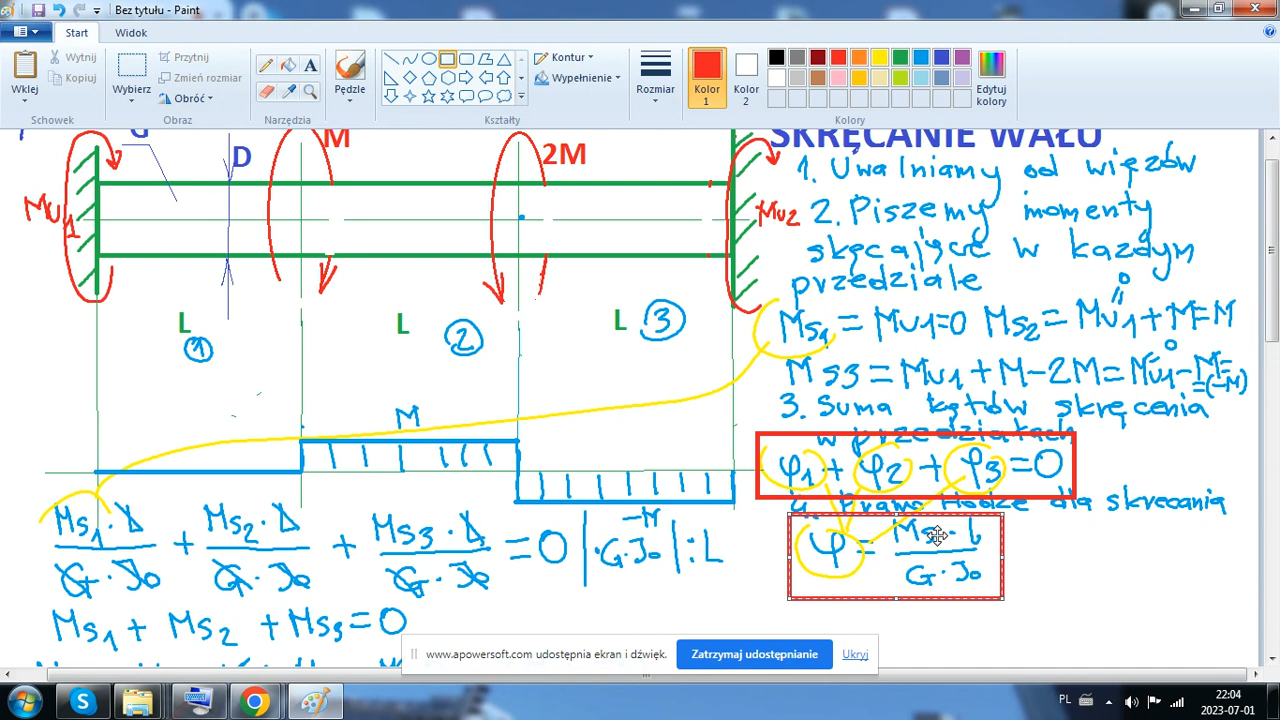 Bez tytułu - Paint
Start Widok
Wklej
Wytnij
Kopiuj
Schowek
Wybierz
Przytnij
Zmień rozmiar
Obróć
Obraz
Narzędzia
Pędzle
Kształty
Kontur
Wypełnienie
Rozmiar
Kolor 1
Kolor 2
Edytuj kolory
Kolory
SKRĘCANIE WAŁU
G D M 2M
Mu1
Mu2
L L L
1 2 3
M
-M
1. Uwalniamy od więzów
2. Piszemy momenty
skęcające w każdym
przedziale
Ms1 = Mu1=0 Ms2 = Mu1+M=M
Ms3 = Mu1+M-2M = Mu1-M=
=(-M)
3. Suma kątów skręcenia
w przedziałach
φ1 + φ2 + φ3 = 0
4. Prawo Hooke dla skrecania
φ = Ms·l / G·Jo
Ms1·L / G·Jo + Ms2·L / G·Jo + Ms3·L / G·Jo = 0 |·G·Jo| :L
Ms1 + Ms2 + Ms3 = 0
www.apowersoft.com udostępnia ekran i dźwięk.
Zatrzymaj udostępnianie
Ukryj
PL
22:04
2023-07-01